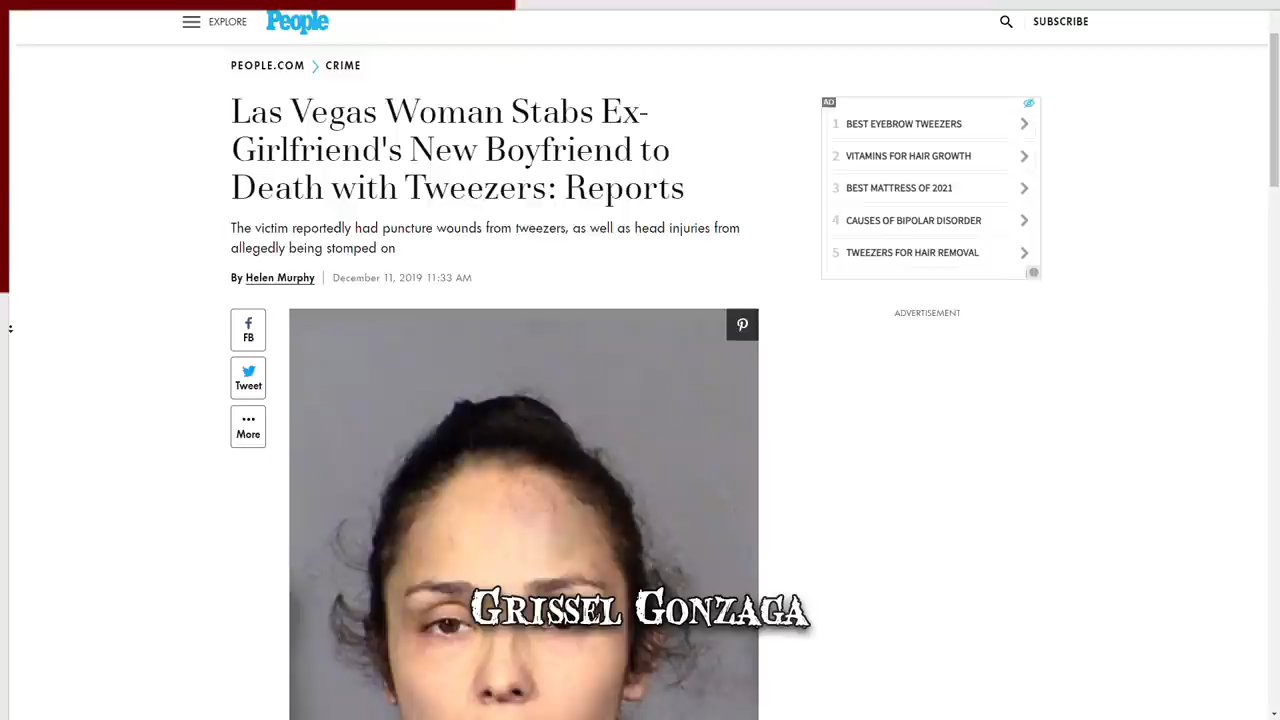 EXPLORE
People
SUBSCRIBE
PEOPLE.COM
CRIME
Las Vegas Woman Stabs Ex-
Girlfriend's New Boyfriend to
Death with Tweezers: Reports
The victim reportedly had puncture wounds from tweezers, as well as head injuries from
allegedly being stomped on
By Helen Murphy
December 11, 2019 11:33 AM
FB
Tweet
More
AD
1 BEST EYEBROW TWEEZERS
2 VITAMINS FOR HAIR GROWTH
3 BEST MATTRESS OF 2021
4 CAUSES OF BIPOLAR DISORDER
5 TWEEZERS FOR HAIR REMOVAL
ADVERTISEMENT
GRISSEL GONZAGA